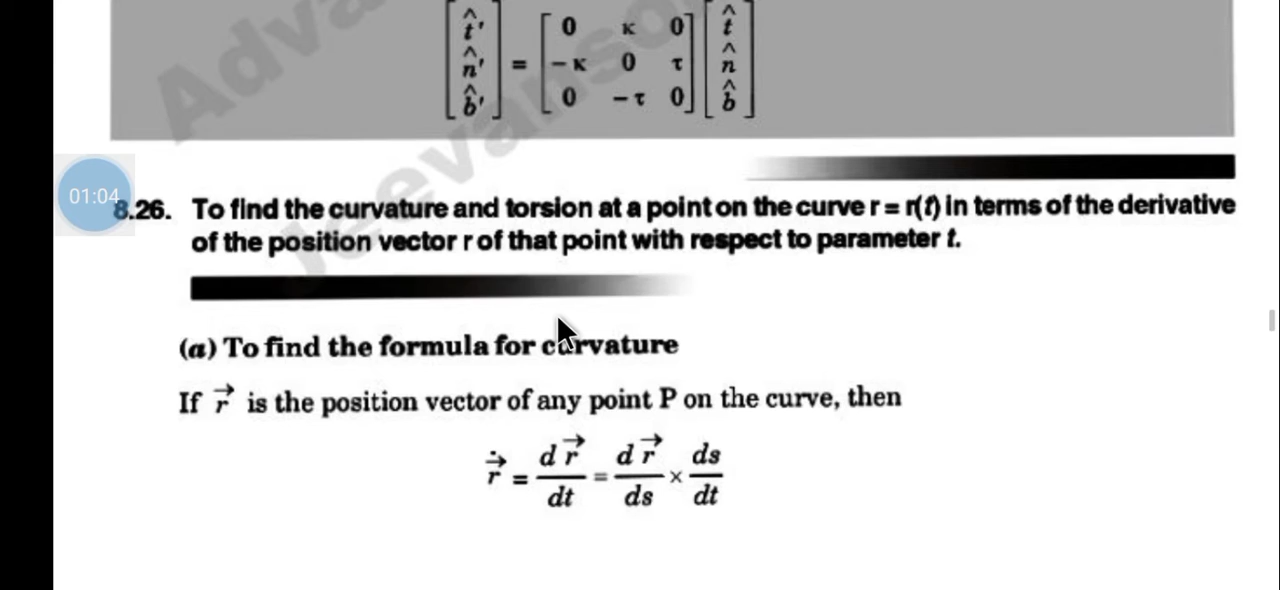 Advan
Jeevanso
[t̂'] [0 κ 0] [t̂]
[n̂'] = [-κ 0 τ] [n̂]
[b̂'] [0 -τ 0] [b̂]
01:04
8.26. To find the curvature and torsion at a point on the curve r = r(t) in terms of the derivative
of the position vector r of that point with respect to parameter t.
(a) To find the formula for curvature
If r⃗ is the position vector of any point P on the curve, then
ṙ⃗ = dr⃗/dt = dr⃗/ds × ds/dt